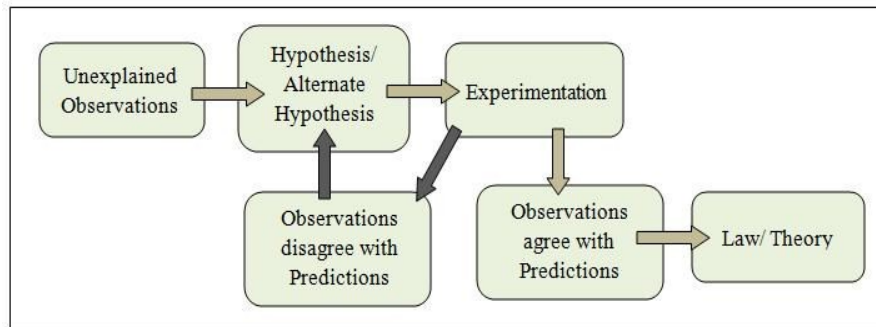 Unexplained
Observations
Hypothesis/
Alternate
Hypothesis
Experimentation
Observations
disagree with
Predictions
Observations
agree with
Predictions
Law/ Theory